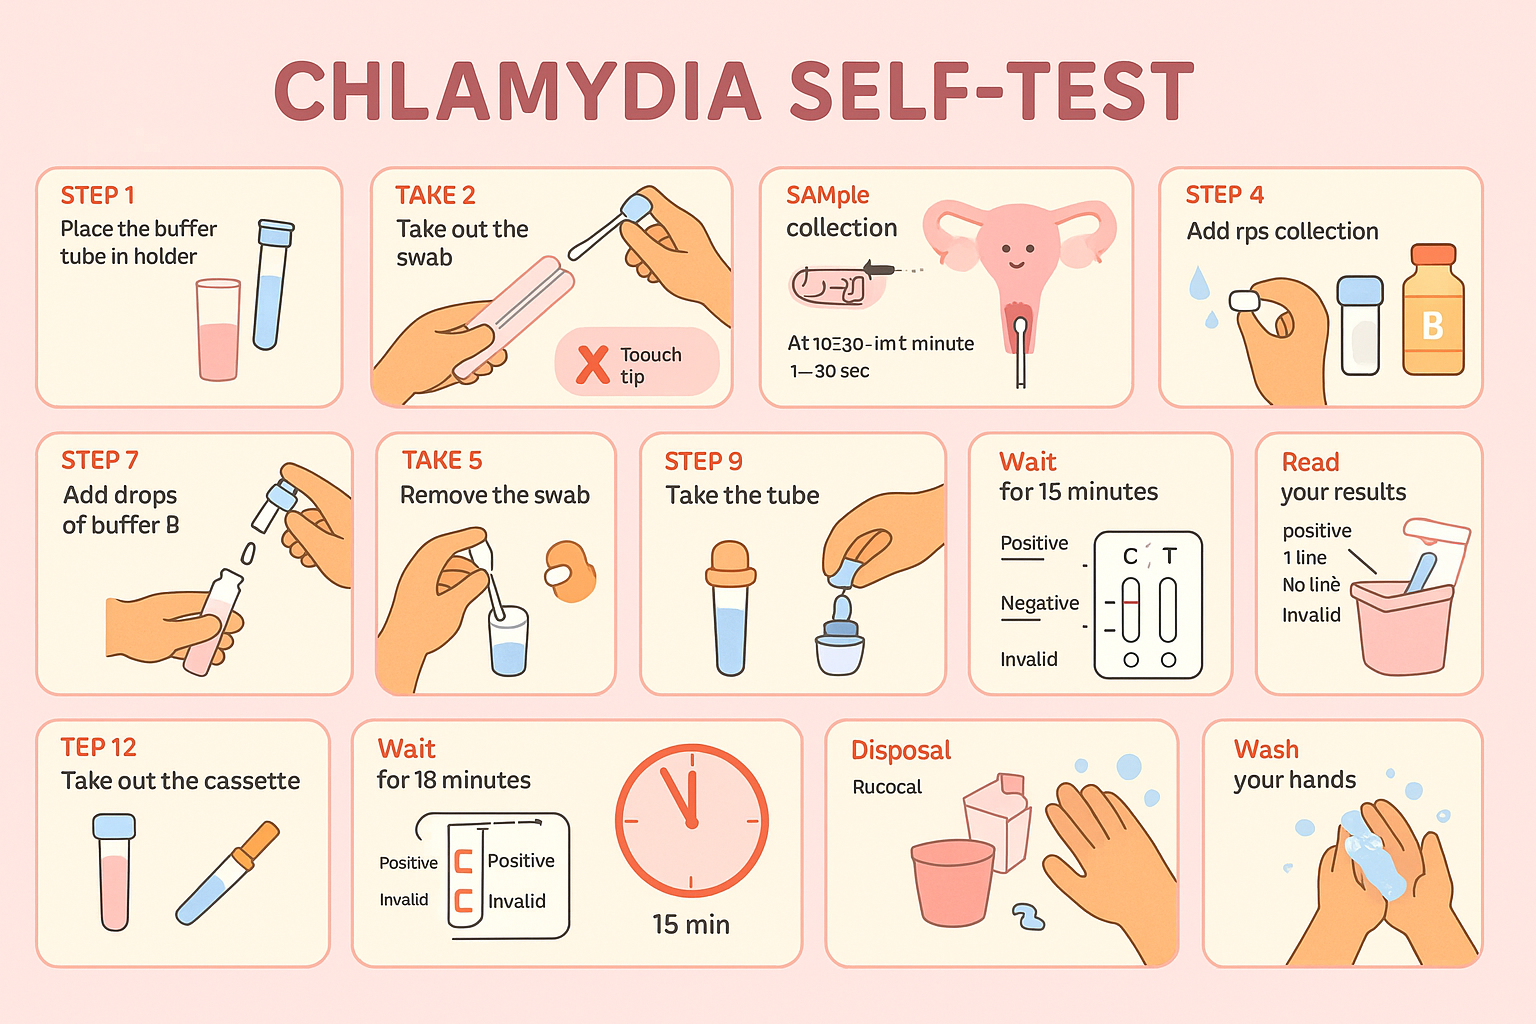 CHLAMYDIA SELF-TEST
STEP 1
Place the buffer
tube in holder
TAKE 2
Take out the
swab
X Toouch
tip
SAMple
collection
At 10Ξ30-imt minute
1—30 sec
STEP 4
Add rps collection
B
STEP 7
Add drops
of buffer B
TAKE 5
Remove the swab
STEP 9
Take the tube
Wait
for 15 minutes
Positive
Negative
Invalid
C T
Read
your results
positive
1 line
No linè
Invalid
TEP 12
Take out the cassette
Wait
for 18 minutes
Positive C Positive
Invalid C Invalid
15 min
Disposal
Rucocal
Wash
your hands